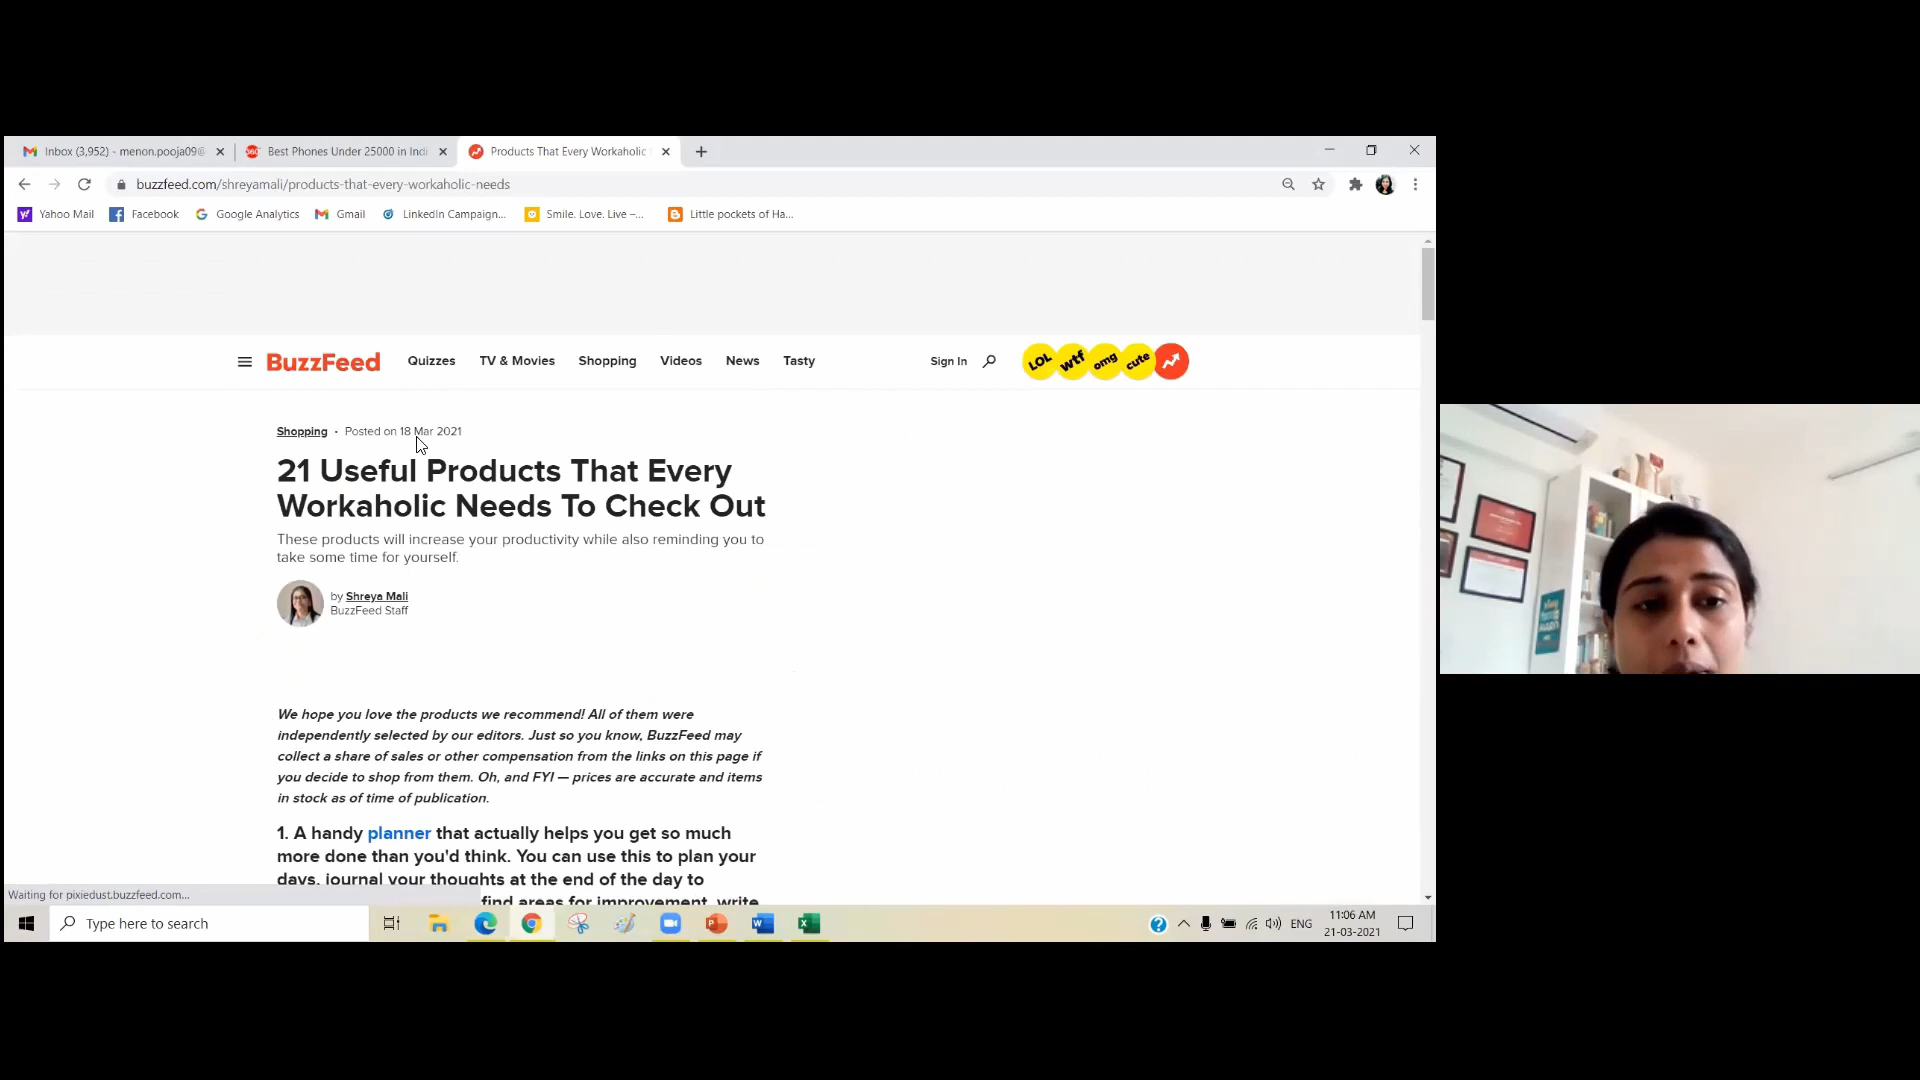 Inbox (3,952) - menon.pooja09@
Best Phones Under 25000 in Indi
Products That Every Workaholic
buzzfeed.com/shreyamali/products-that-every-workaholic-needs
Yahoo Mail
Facebook
Google Analytics
Gmail
LinkedIn Campaign...
Smile. Love. Live –...
Little pockets of Ha...
BuzzFeed
Quizzes
TV & Movies
Shopping
Videos
News
Tasty
Sign In
LOL
wtf
omg
cute
Shopping • Posted on 18 Mar 2021
21 Useful Products That Every
Workaholic Needs To Check Out
These products will increase your productivity while also reminding you to
take some time for yourself.
by Shreya Mali
BuzzFeed Staff
We hope you love the products we recommend! All of them were
independently selected by our editors. Just so you know, BuzzFeed may
collect a share of sales or other compensation from the links on this page if
you decide to shop from them. Oh, and FYI — prices are accurate and items
in stock as of time of publication.
1. A handy planner that actually helps you get so much
more done than you'd think. You can use this to plan your
days, journal your thoughts at the end of the day to
find areas for improvement, write
Waiting for pixiedust.buzzfeed.com...
Type here to search
ENG
11:06 AM
21-03-2021